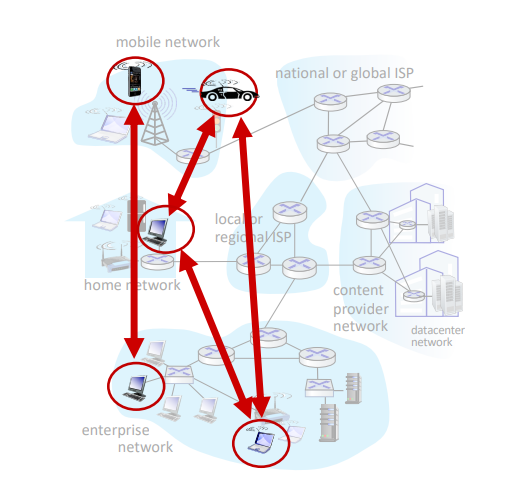 mobile network
national or global ISP
local or
regional ISP
home network
content
provider
network
datacenter
network
enterprise
network